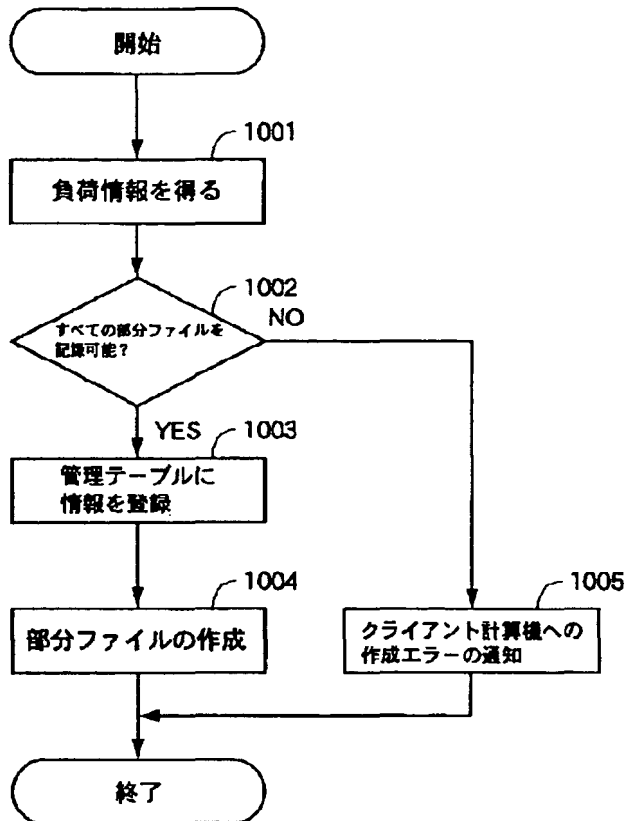 開始
1001
負荷情報を得る
1002
すべての部分ファイルを
記録可能?
NO
YES
1003
管理テーブルに
情報を登録
1004
部分ファイルの作成
1005
クライアント計算機への
作成エラーの通知
終了